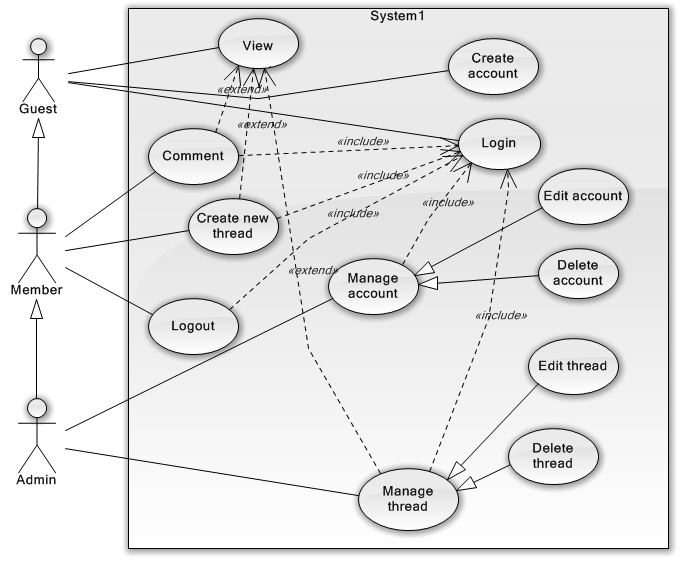 System1
View
Create
account
Guest
«extend»
«extend»
Login
«include»
Comment
«include»
Edit account
Create new
thread
«include»
«include»
Member
«extend»
Manage
account
Delete
account
Logout
«include»
Edit thread
Delete
thread
Admin
Manage
thread